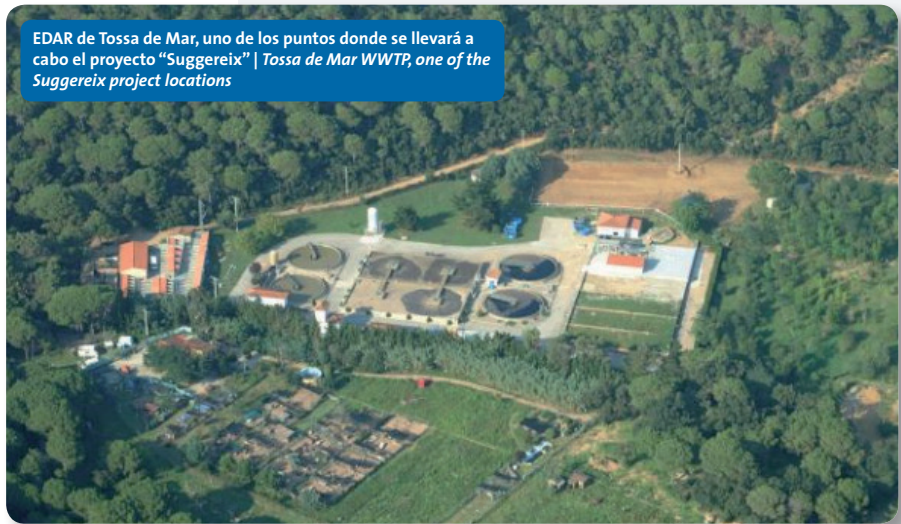 EDAR de Tossa de Mar, uno de los puntos donde se llevará a
cabo el proyecto “Suggereix” | Tossa de Mar WWTP, one of the
Suggereix project locations